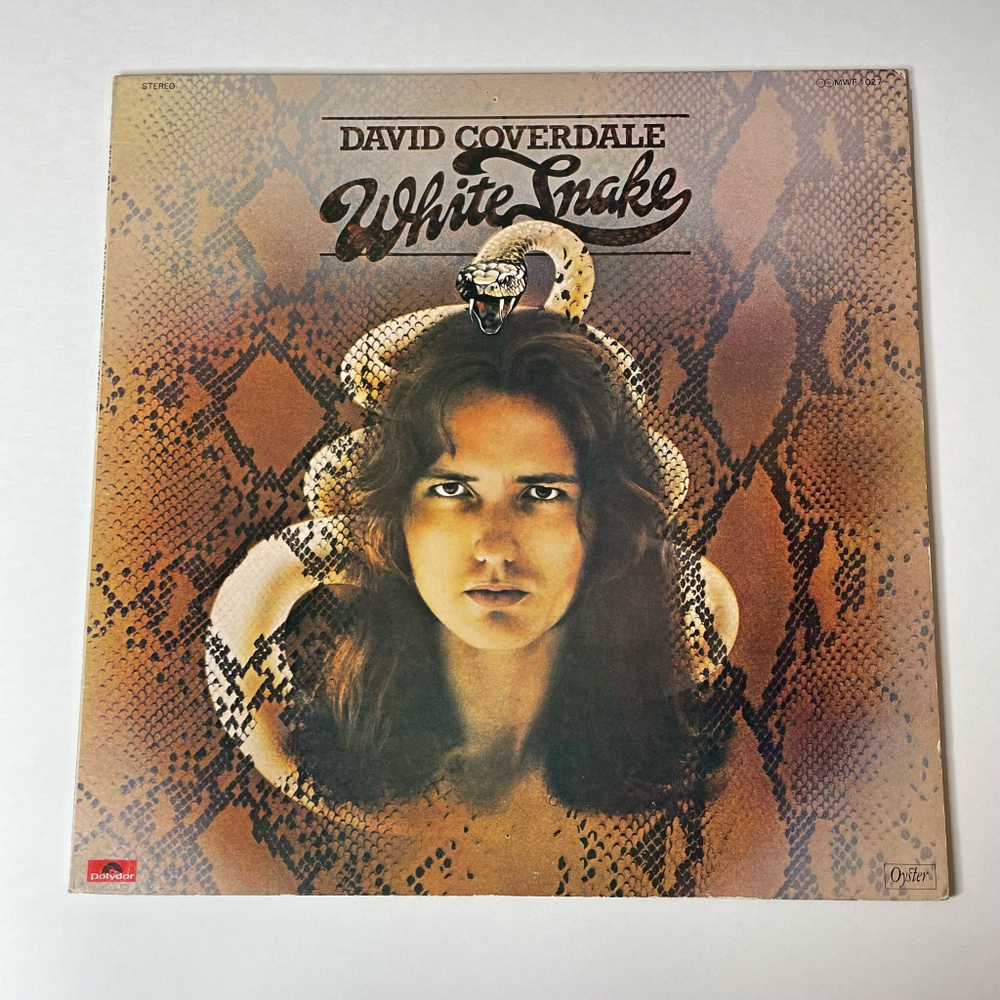 STEREO
MWF 1027
DAVID COVERDALE
White Snake
polydor
Oyster